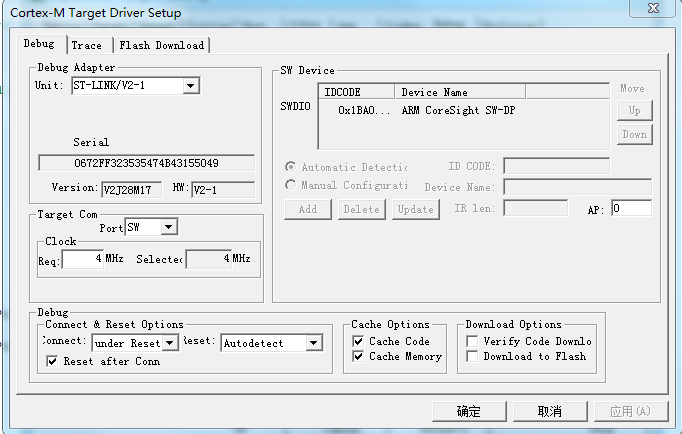 Cortex-M Target Driver Setup
Debug Trace Flash Download
Debug Adapter
Unit: ST-LINK/V2-1
Serial
0672FF323535474B43155049
Version: V2J28M17 HW: V2-1
Target Com
Port SW
Clock
Req: 4 MHz Selected 4 MHz
SW Device
IDCODE Device Name
SWDIO 0x1BA0... ARM CoreSight SW-DP
Move
Up
Down
Automatic Detectic ID CODE:
Manual Configurati Device Name:
Add Delete Update IR len: AP: 0
Debug
Connect & Reset Options
Connect: under Reset Reset: Autodetect
Reset after Conn
Cache Options
Cache Code
Cache Memory
Download Options
Verify Code Downlo
Download to Flash
确定 取消 应用(A)